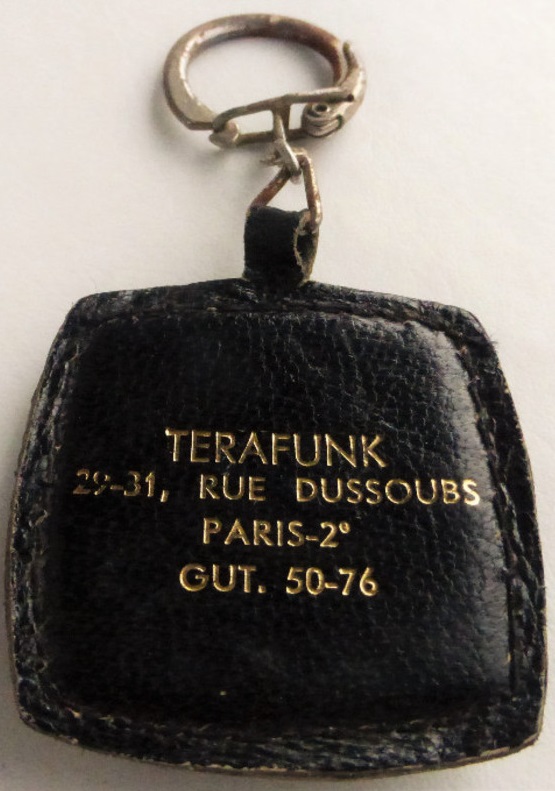 TERAFUNK
29-31, RUE DUSSOUBS
PARIS-2ᵉ
GUT. 50-76